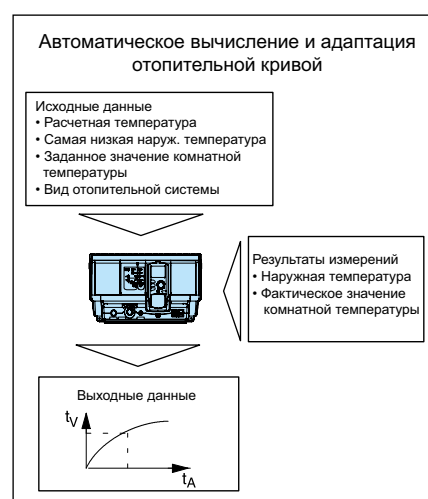 Автоматическое вычисление и адаптация
отопительной кривой
Исходные данные
• Расчетная температура
• Самая низкая наруж. температура
• Заданное значение комнатной
температуры
• Вид отопительной системы
Результаты измерений
• Наружная температура
• Фактическое значение
комнатной температуры
Выходные данные
tV
tA